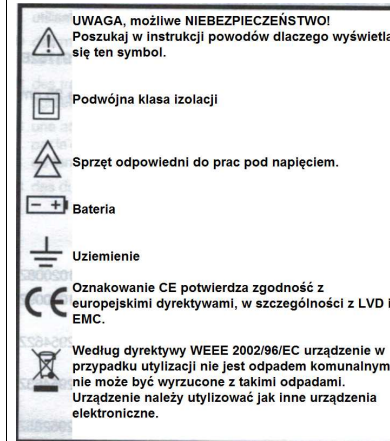 UWAGA, możliwe NIEBEZPIECZEŃSTWO!
Poszukaj w instrukcji powodów dlaczego wyświetla
się ten symbol.
Podwójna klasa izolacji
Sprzęt odpowiedni do prac pod napięciem.
Bateria
Uziemienie
Oznakowanie CE potwierdza zgodność z
europejskimi dyrektywami, w szczególności z LVD i
EMC.
Według dyrektywy WEEE 2002/96/EC urządzenie w
przypadku utylizacji nie jest odpadem komunalnym
nie może być wyrzucone z takimi odpadami.
Urządzenie należy utylizować jak inne urządzenia
elektroniczne.